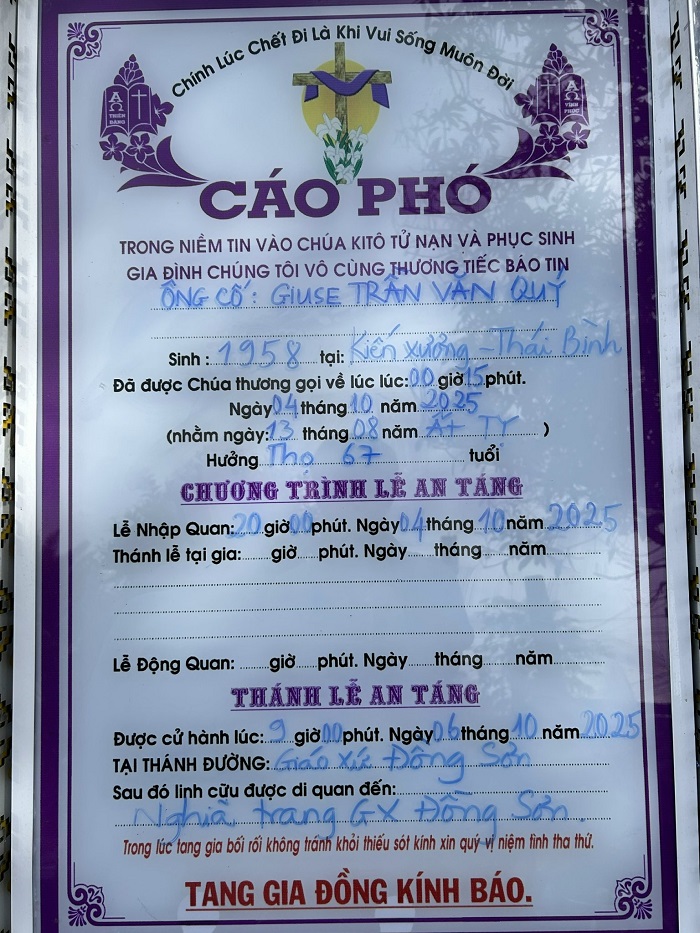 Chính Lúc Chết Đi Là Khi Vui Sống Muôn Đời
A Ω THIÊN ĐÀNG
A Ω VĨNH PHÚC
CÁO PHÓ
TRONG NIỀM TIN VÀO CHÚA KITÔ TỬ NẠN VÀ PHỤC SINH
GIA ĐÌNH CHÚNG TÔI VÔ CÙNG THƯƠNG TIẾC BÁO TIN
ÔNG CỐ: GIUSE TRẦN VĂN QUÝ
Sinh : 1958 tại: Kiến xương - Thái Bình
Đã được Chúa thương gọi về lúc lúc: 00 giờ 15 phút.
Ngày 04 tháng 10 năm 2025
(nhằm ngày: 13 tháng 08 năm ẤT TỴ )
Hưởng Thọ 67 tuổi
CHƯƠNG TRÌNH LỄ AN TÁNG
Lễ Nhập Quan: 20 giờ 00 phút. Ngày 04 tháng 10 năm 2025
Thánh lễ tại gia: giờ phút. Ngày tháng năm
Lễ Động Quan: giờ phút. Ngày tháng năm
THÁNH LỄ AN TÁNG
Được cử hành lúc: 9 giờ 00 phút. Ngày 06 tháng 10 năm 2025
TẠI THÁNH ĐƯỜNG: Giáo xứ Đồng Sơn
Sau đó linh cữu được di quan đến:
Nghĩa trang GX Đồng Sơn.
Trong lúc tang gia bối rối không tránh khỏi thiếu sót kính xin quý vị niệm tình tha thứ.
TANG GIA ĐỒNG KÍNH BÁO.